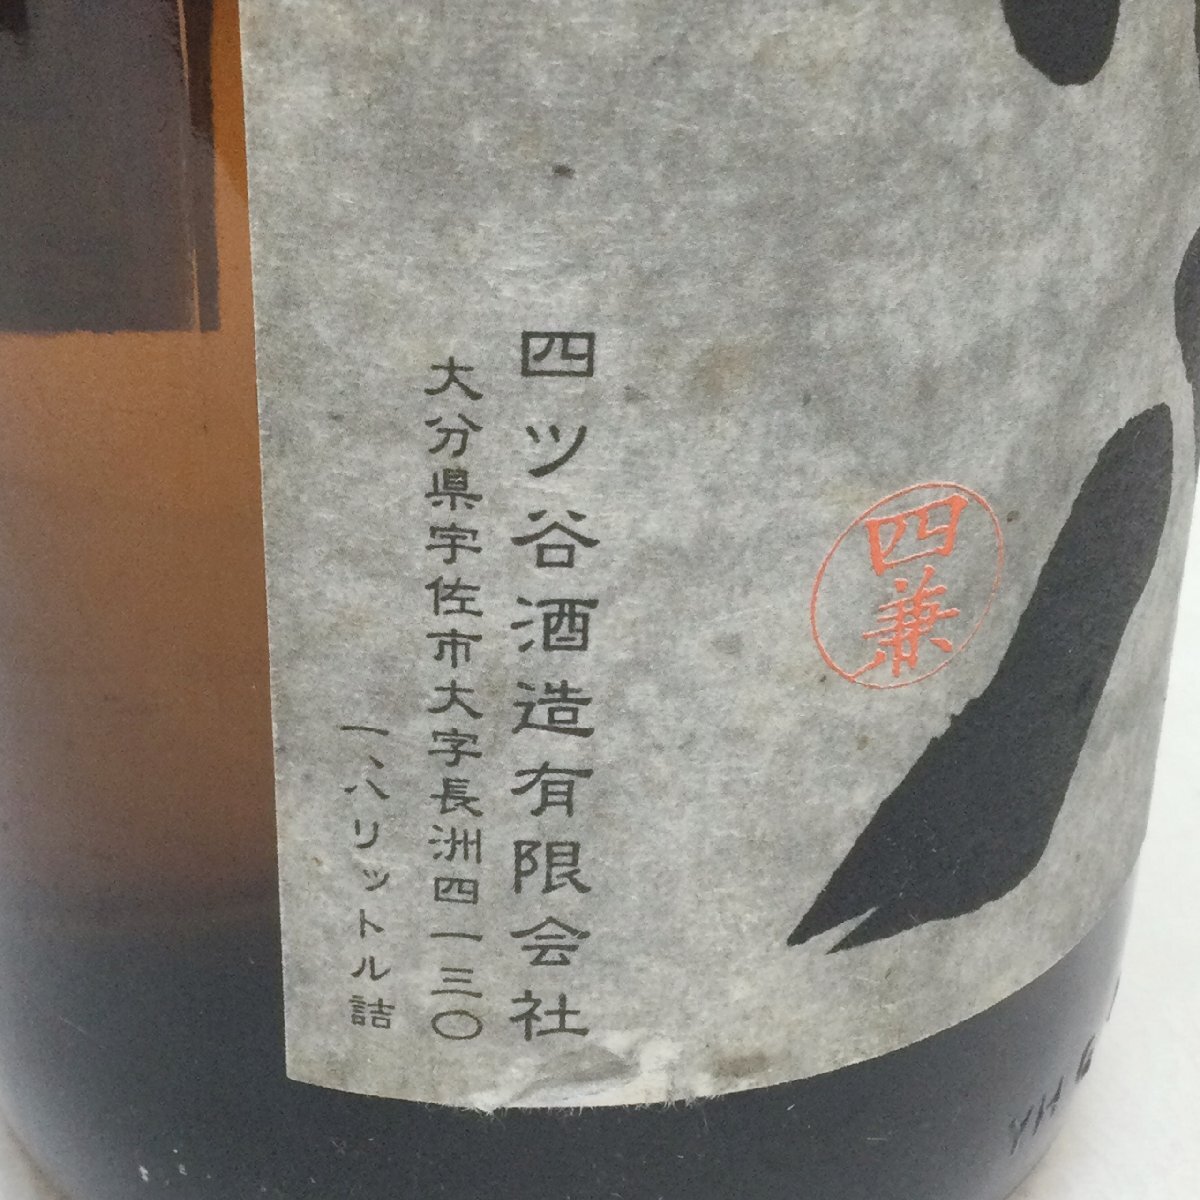 四兼
四ツ谷酒造有限会社
大分県宇佐市大字長洲四一三〇
一、八リットル詰